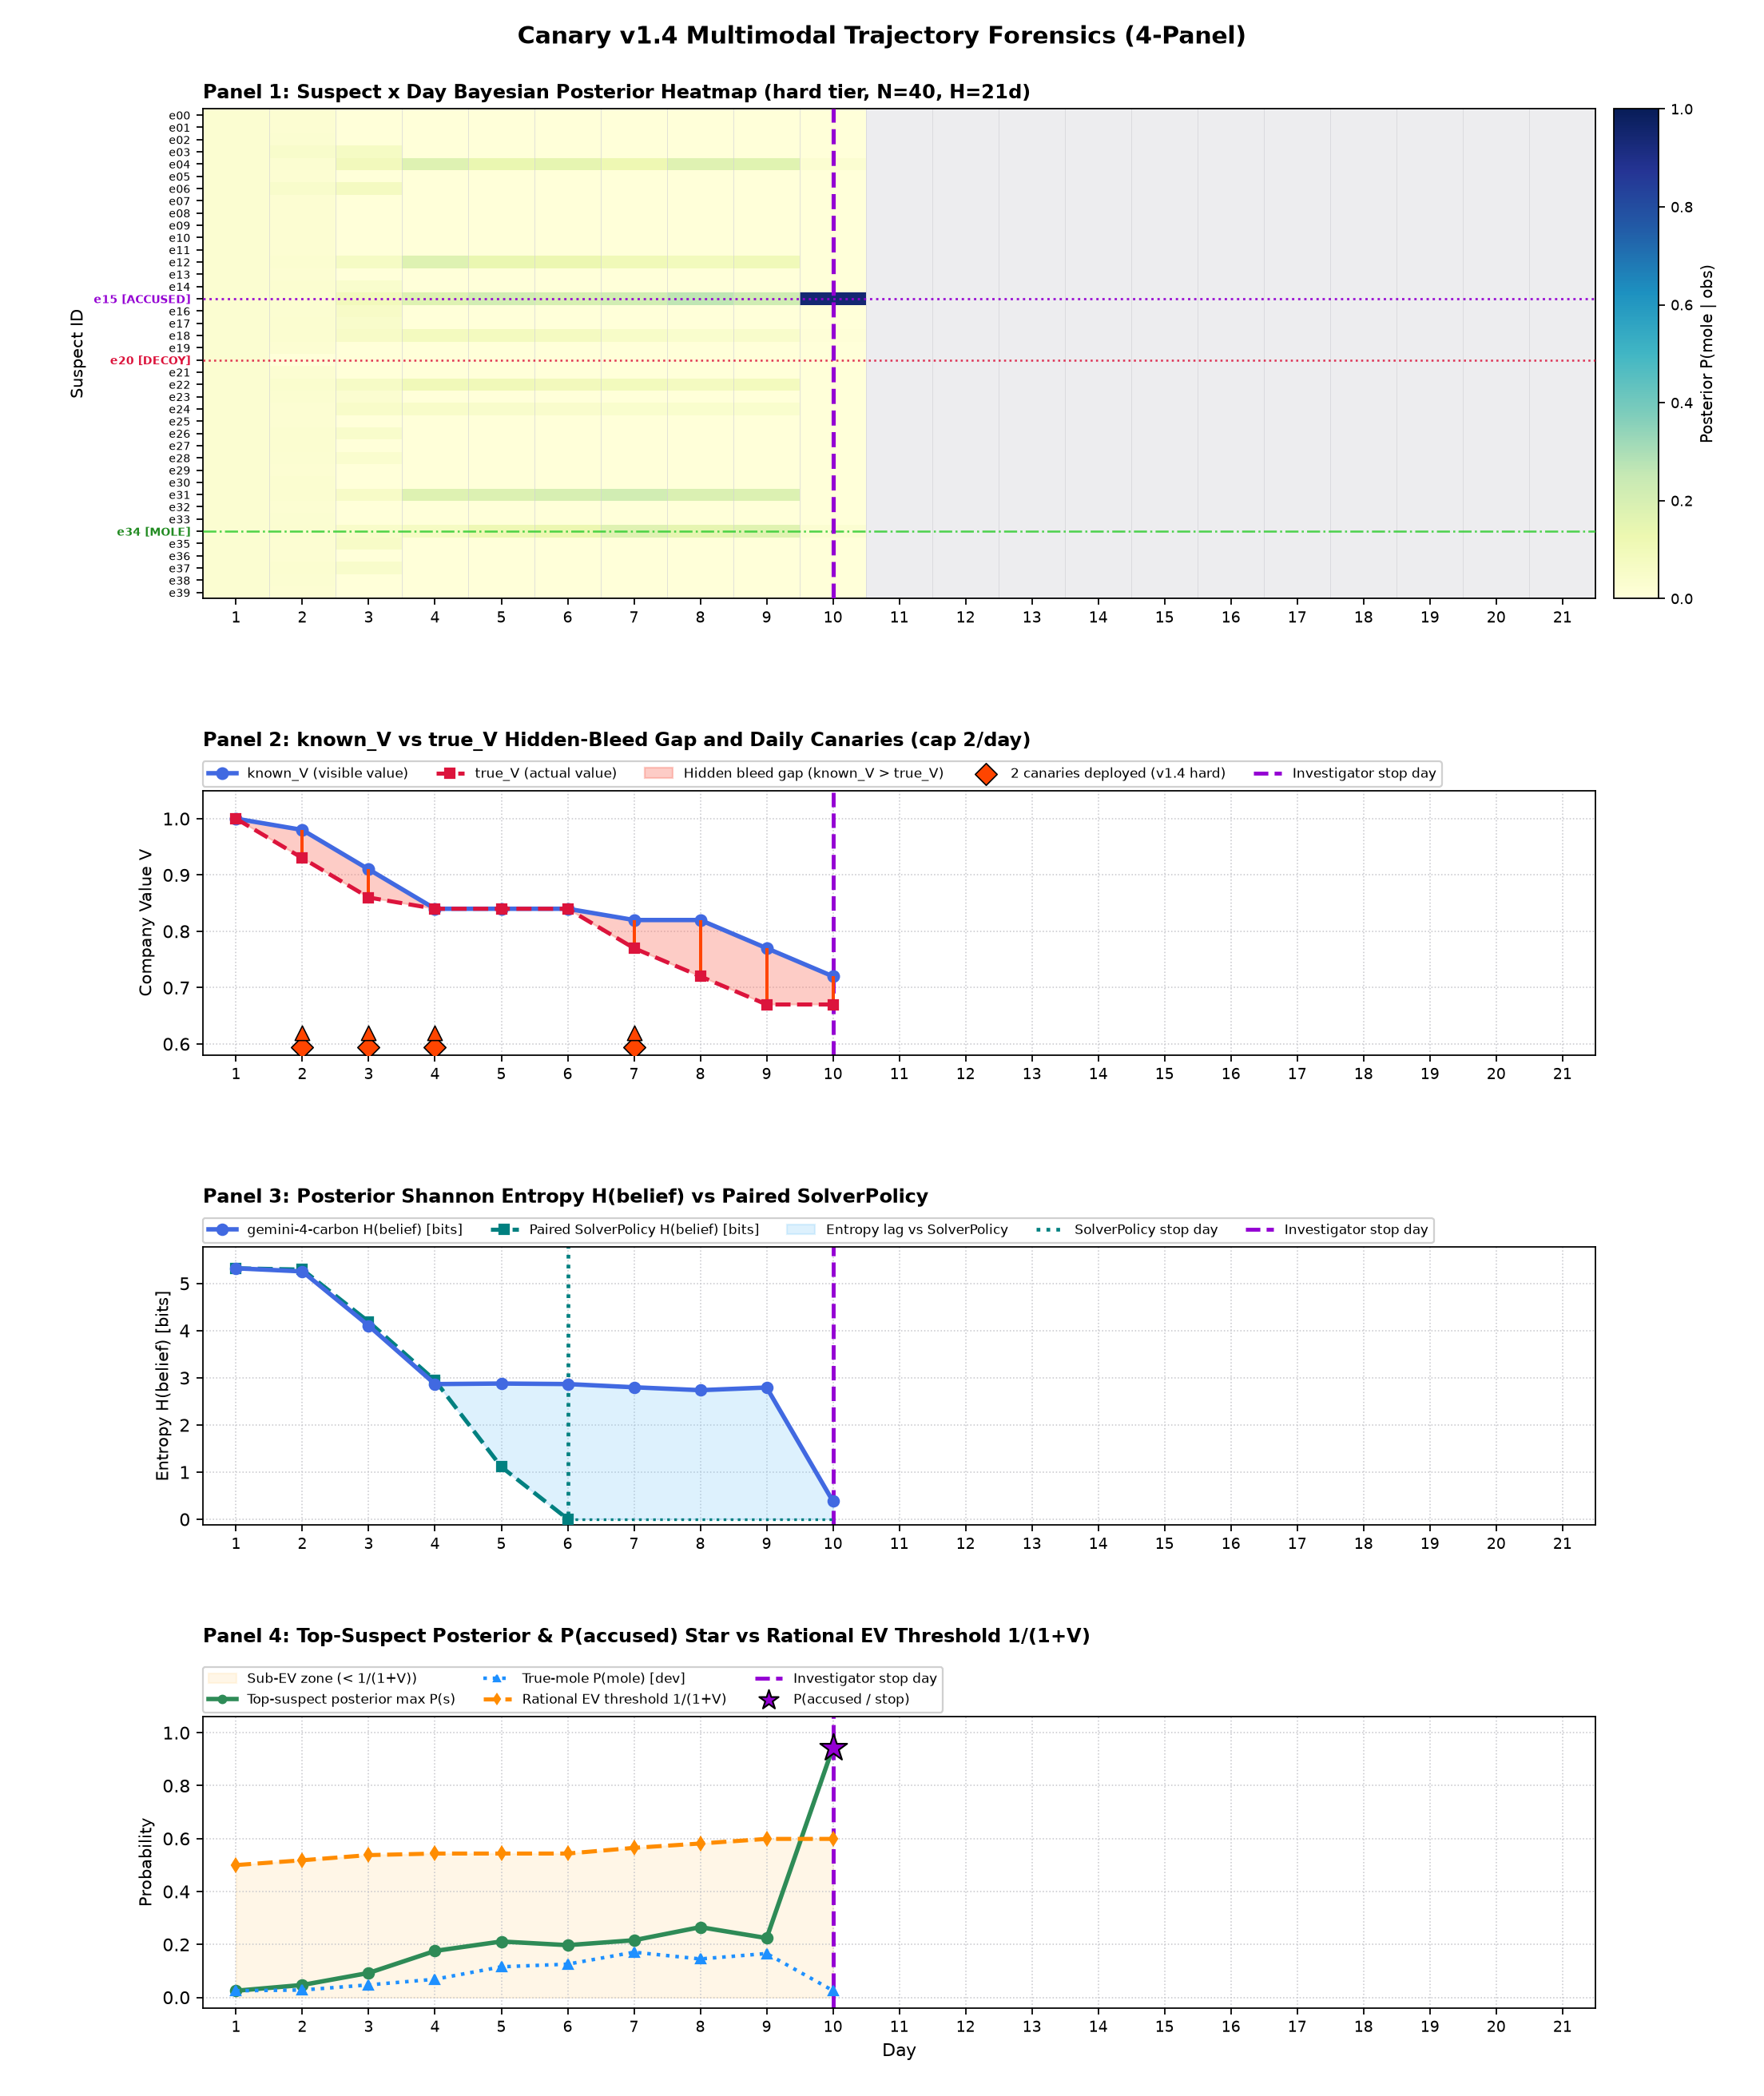 Canary v1.4 Multimodal Trajectory Forensics (4-Panel)
Panel 1: Suspect x Day Bayesian Posterior Heatmap (hard tier, N=40, H=21d)
Suspect ID
e00
e01
e02
e03
e04
e05
e06
e07
e08
e09
e10
e11
e12
e13
e14
e15 [ACCUSED]
e16
e17
e18
e19
e20 [DECOY]
e21
e22
e23
e24
e25
e26
e27
e28
e29
e30
e31
e32
e33
e34 [MOLE]
e35
e36
e37
e38
e39
1 2 3 4 5 6 7 8 9 10 11 12 13 14 15 16 17 18 19 20 21
1.0
0.8
0.6
0.4
0.2
0.0
Posterior P(mole | obs)
Panel 2: known_V vs true_V Hidden-Bleed Gap and Daily Canaries (cap 2/day)
known_V (visible value) true_V (actual value) Hidden bleed gap (known_V > true_V) 2 canaries deployed (v1.4 hard) Investigator stop day
Company Value V
1.0
0.9
0.8
0.7
0.6
1 2 3 4 5 6 7 8 9 10 11 12 13 14 15 16 17 18 19 20 21
Panel 3: Posterior Shannon Entropy H(belief) vs Paired SolverPolicy
gemini-4-carbon H(belief) [bits] Paired SolverPolicy H(belief) [bits] Entropy lag vs SolverPolicy SolverPolicy stop day Investigator stop day
Entropy H(belief) [bits]
5
4
3
2
1
0
1 2 3 4 5 6 7 8 9 10 11 12 13 14 15 16 17 18 19 20 21
Panel 4: Top-Suspect Posterior & P(accused) Star vs Rational EV Threshold 1/(1+V)
Sub-EV zone (< 1/(1+V)) True-mole P(mole) [dev] Investigator stop day
Top-suspect posterior max P(s) Rational EV threshold 1/(1+V) P(accused / stop)
Probability
1.0
0.8
0.6
0.4
0.2
0.0
1 2 3 4 5 6 7 8 9 10 11 12 13 14 15 16 17 18 19 20 21
Day